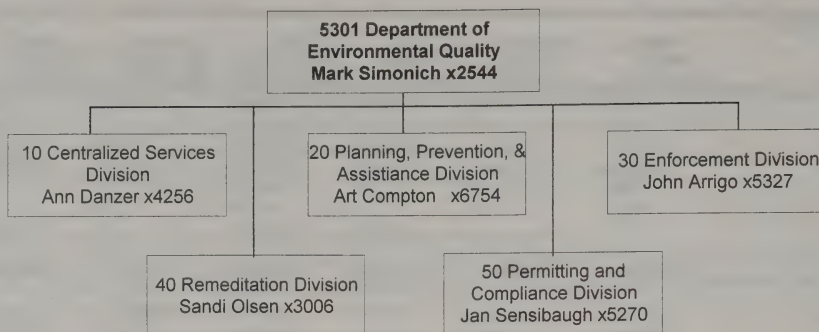 5301 Department of
Environmental Quality
Mark Simonich x2544
10 Centralized Services
Division
Ann Danzer x4256
20 Planning, Prevention, &
Assistiance Division
Art Compton x6754
30 Enforcement Division
John Arrigo x5327
40 Remeditation Division
Sandi Olsen x3006
50 Permitting and
Compliance Division
Jan Sensibaugh x5270